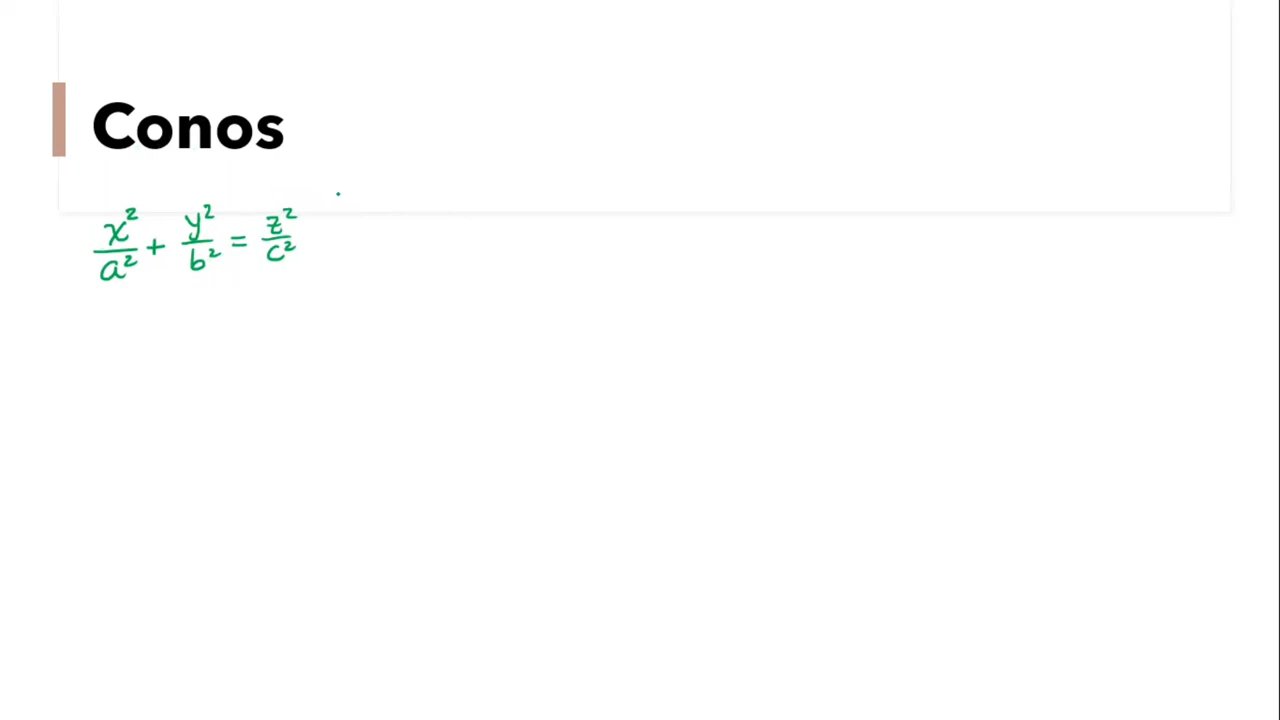 Conos
x²/a² + y²/b² = z²/c²